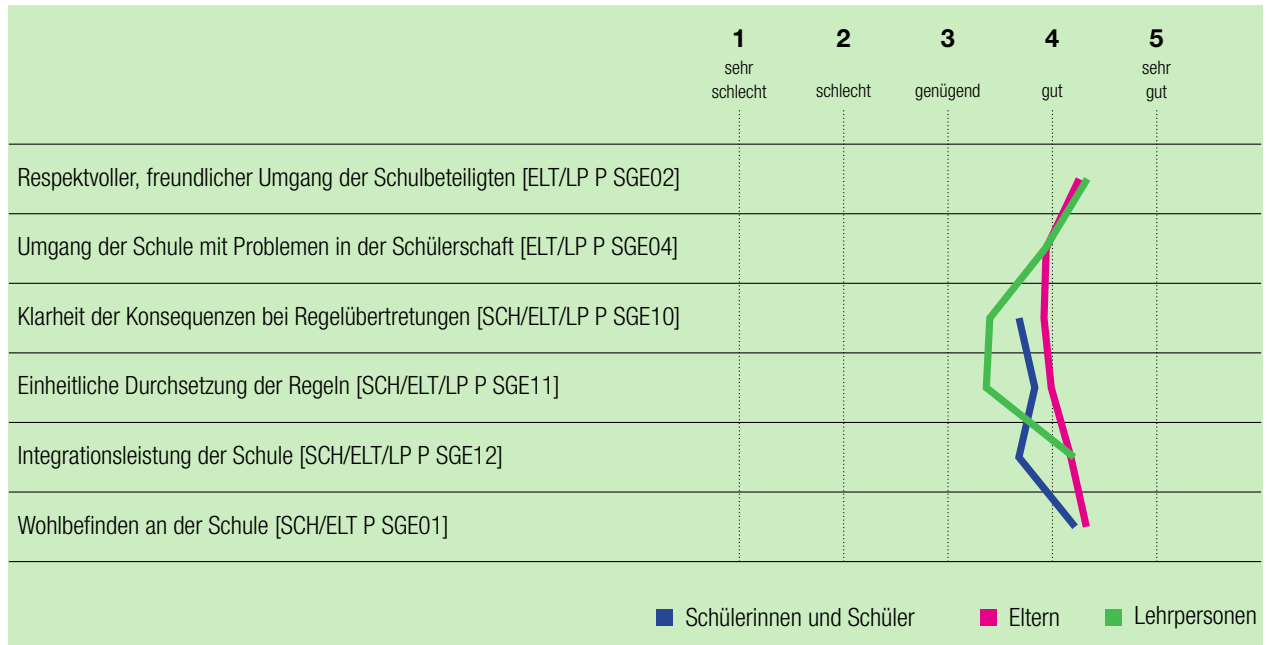 1 2 3 4 5
sehr schlecht schlecht genügend gut sehr gut
Respektvoller, freundlicher Umgang der Schulbeteiligten [ELT/LP P SGE02]
Umgang der Schule mit Problemen in der Schülerschaft [ELT/LP P SGE04]
Klarheit der Konsequenzen bei Regelübertretungen [SCH/ELT/LP P SGE10]
Einheitliche Durchsetzung der Regeln [SCH/ELT/LP P SGE11]
Integrationsleistung der Schule [SCH/ELT/LP P SGE12]
Wohlbefinden an der Schule [SCH/ELT P SGE01]
Schülerinnen und Schüler Eltern Lehrpersonen